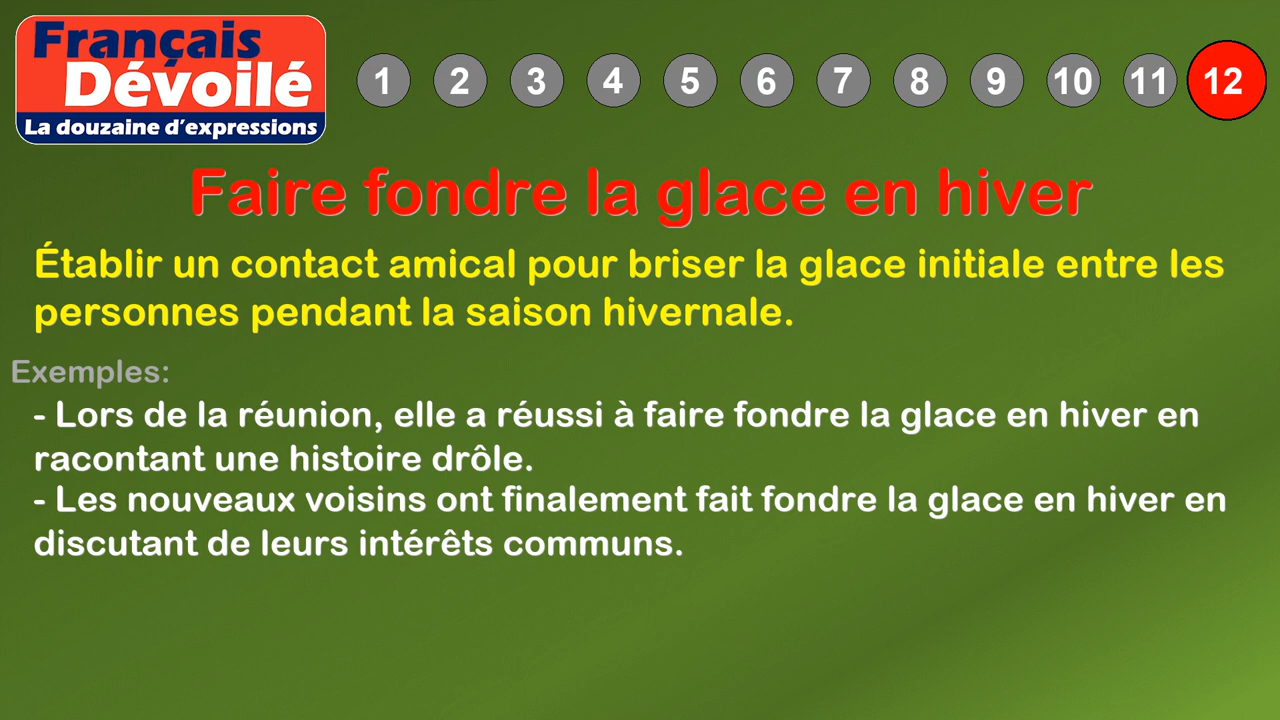 Français
Dévoilé
La douzaine d'expressions
1 2 3 4 5 6 7 8 9 10 11 12
Faire fondre la glace en hiver
Établir un contact amical pour briser la glace initiale entre les
personnes pendant la saison hivernale.
Exemples:
- Lors de la réunion, elle a réussi à faire fondre la glace en hiver en
racontant une histoire drôle.
- Les nouveaux voisins ont finalement fait fondre la glace en hiver en
discutant de leurs intérêts communs.